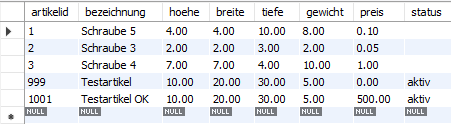 artikelid bezeichnung hoehe breite tiefe gewicht preis status
1 Schraube 5 4.00 4.00 10.00 8.00 0.10
2 Schraube 3 2.00 2.00 3.00 2.00 0.05
3 Schraube 4 7.00 7.00 4.00 10.00 1.00
999 Testartikel 10.00 20.00 30.00 5.00 0.00 aktiv
1001 Testartikel OK 10.00 20.00 30.00 5.00 500.00 aktiv
NULL NULL NULL NULL NULL NULL NULL NULL